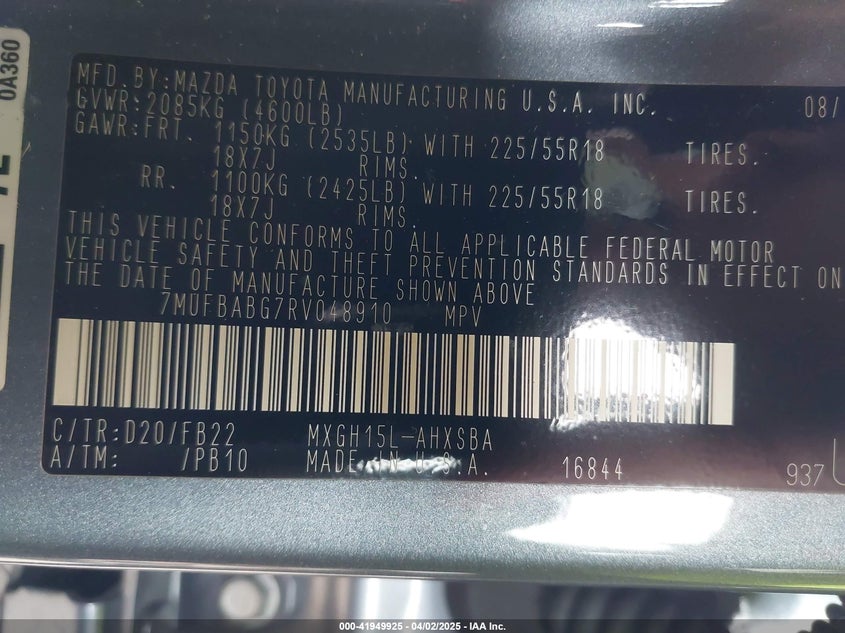 0A360
MFD. BY: MAZDA TOYOTA MANUFACTURING U.S.A. INC. 08/
GVWR: 2085KG (4600LB)
GAWR: FRT. 1150KG (2535LB) WITH 225/55R18 TIRES.
18X7J RIMS.
RR. 1100KG (2425LB) WITH 225/55R18 TIRES.
18X7J RIMS.
THIS VEHICLE CONFORMS TO ALL APPLICABLE FEDERAL MOTOR
VEHICLE SAFETY AND THEFT PREVENTION STANDARDS IN EFFECT ON
THE DATE OF MANUFACTURE SHOWN ABOVE
7MUFBABG7RV048910 MPV
C/TR: D20/FB22 MXGH15L-AHXSBA
A/TM: /PB10 MADE IN U.S.A. 16844 937
000-41949925 - 04/02/2025 - IAA Inc.